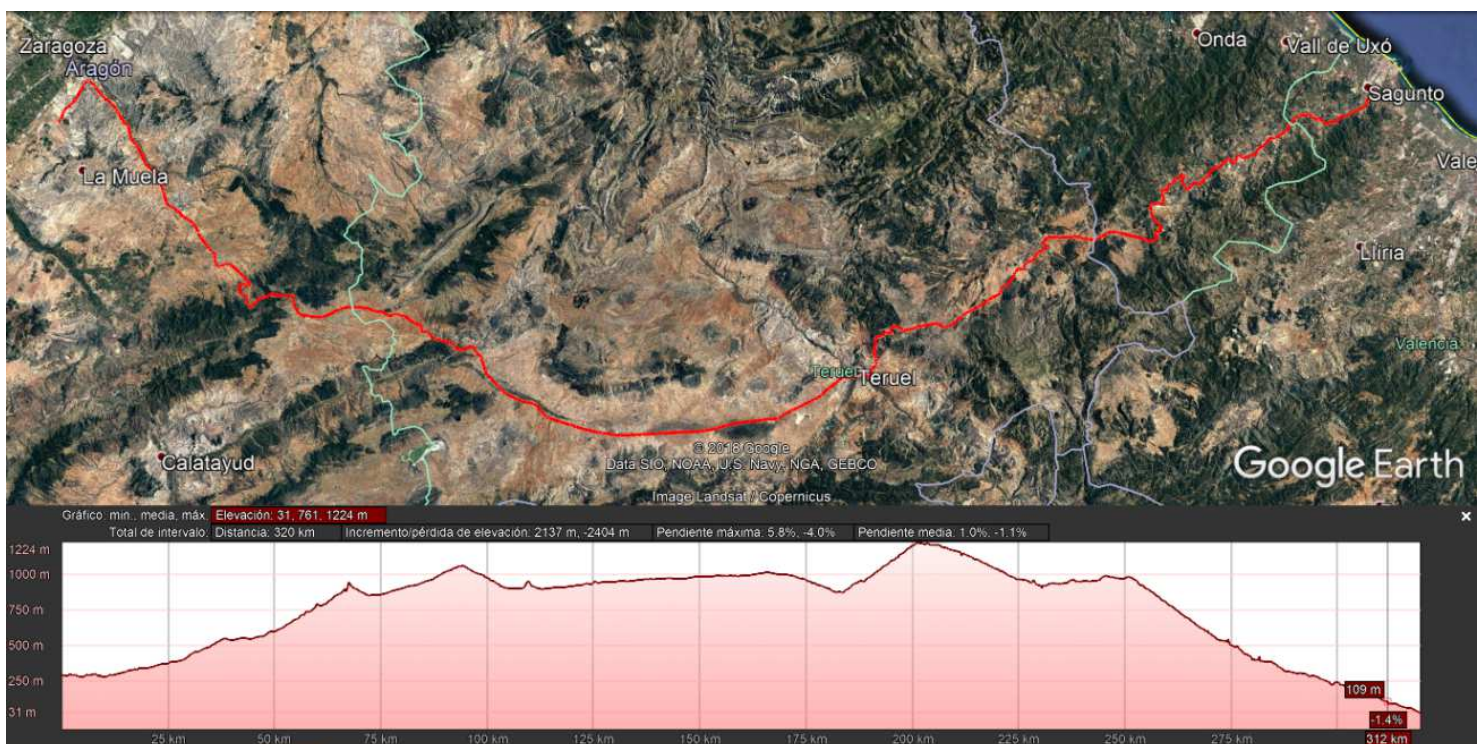 Zaragoza
Aragón
La Muela
Calatayud
Teruel
Teruel
Onda
Vall de Uxó
Sagunto
Vale
Llíria
Valencia
© 2018 Google
Data SIO, NOAA, U.S. Navy, NGA, GEBCO
Image Landsat / Copernicus
Google Earth
Gráfico: min., media, máx. Elevación: 31, 761, 1224 m
Total de intervalo: Distancia: 320 km Incremento/pérdida de elevación: 2137 m, -2404 m Pendiente máxima: 5.8%, -4.0% Pendiente media: 1.0%, -1.1%
1224 m
1000 m
750 m
500 m
250 m
31 m
109 m
-1.4%
25 km 50 km 75 km 100 km 125 km 150 km 175 km 200 km 225 km 250 km 275 km 312 km